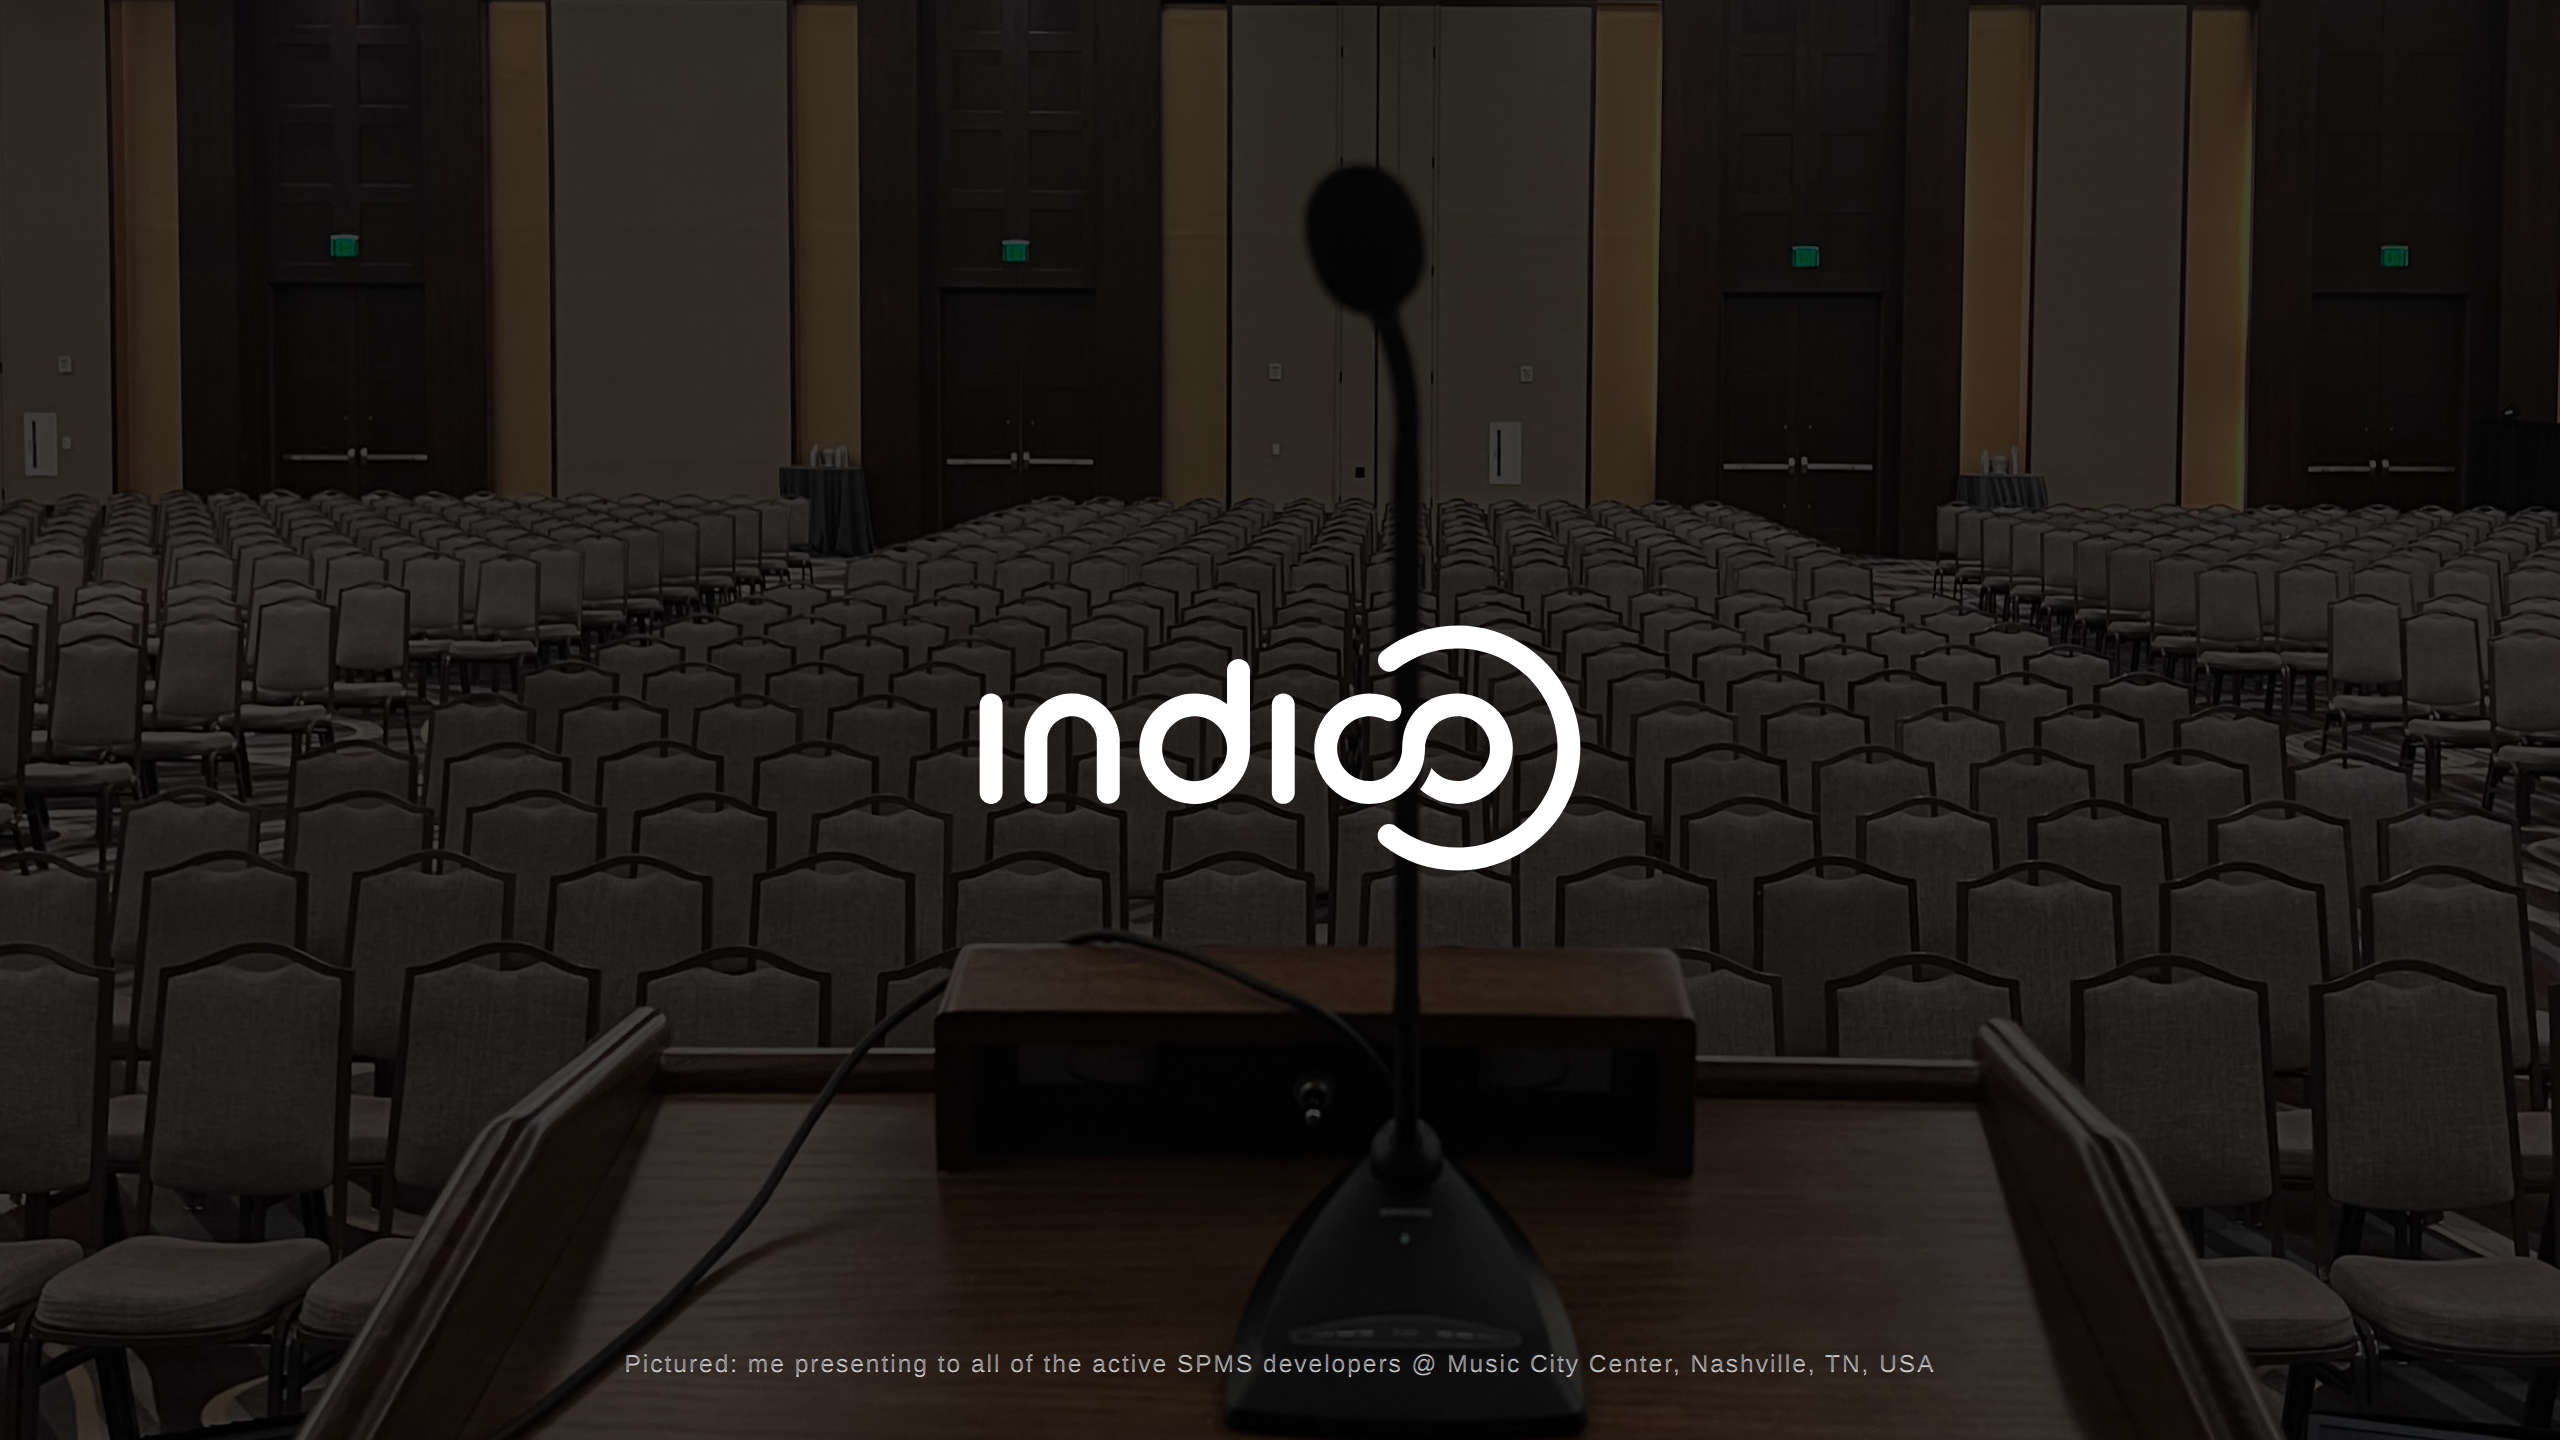 indico
Pictured: me presenting to all of the active SPMS developers @ Music City Center, Nashville, TN, USA